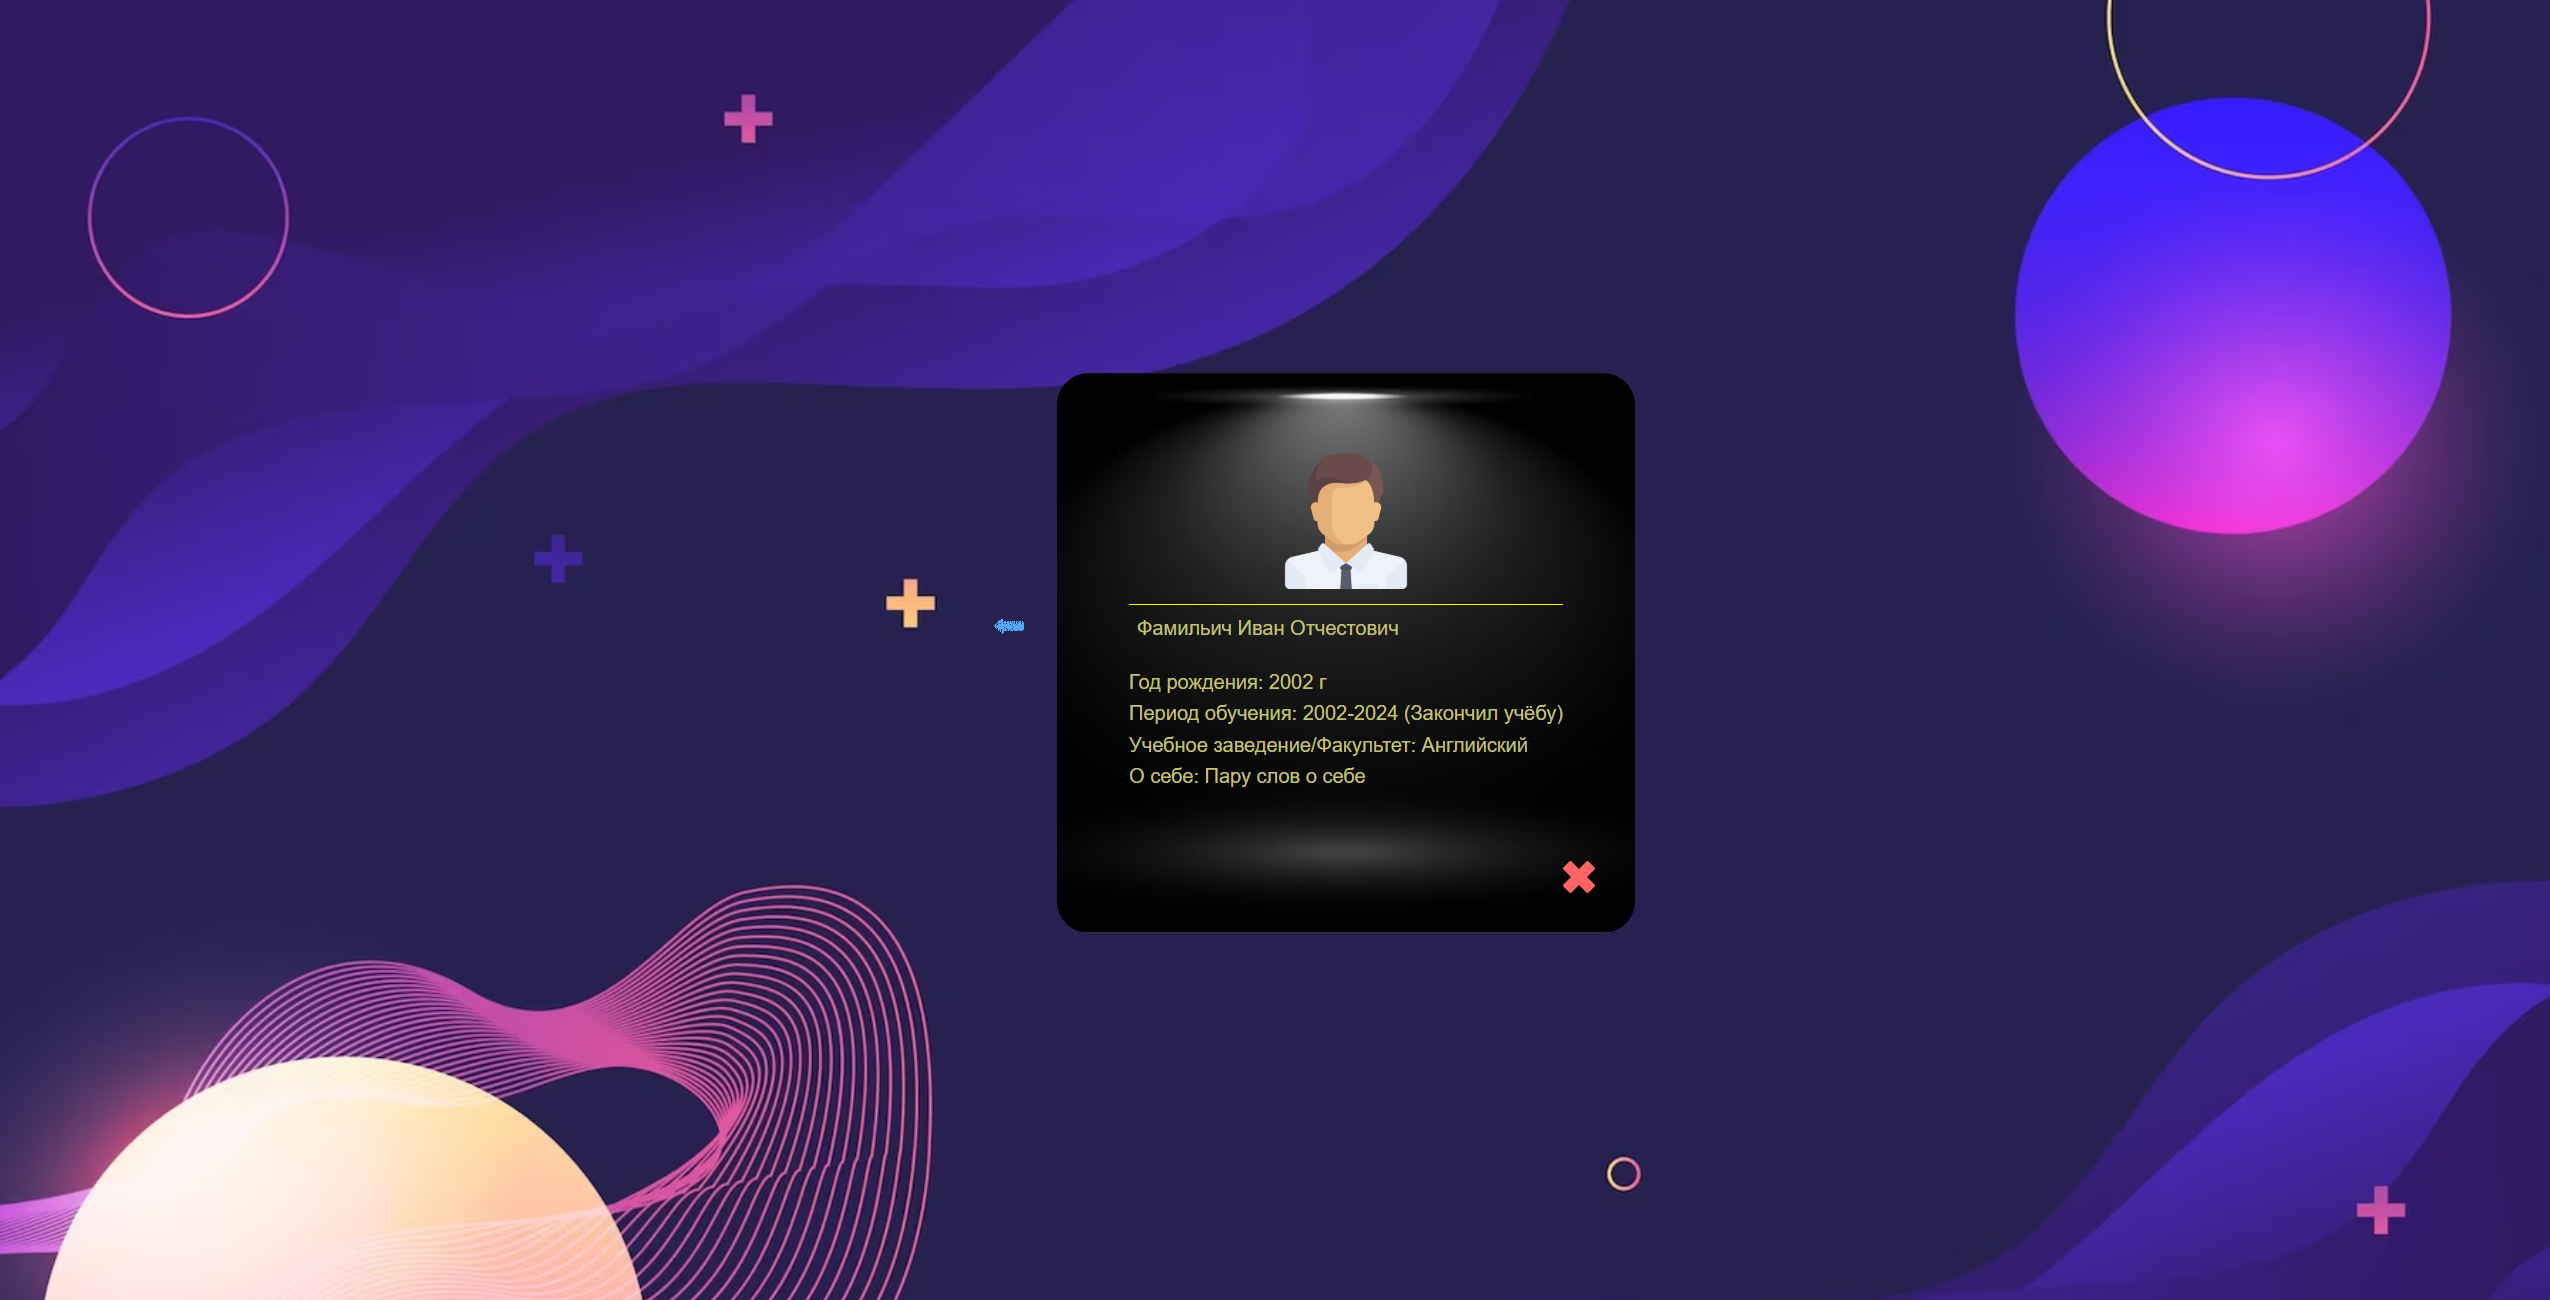 Фамильич Иван Отчестович
Год рождения: 2002 г
Период обучения: 2002-2024 (Закончил учёбу)
Учебное заведение/Факультет: Английский
О себе: Пару слов о себе